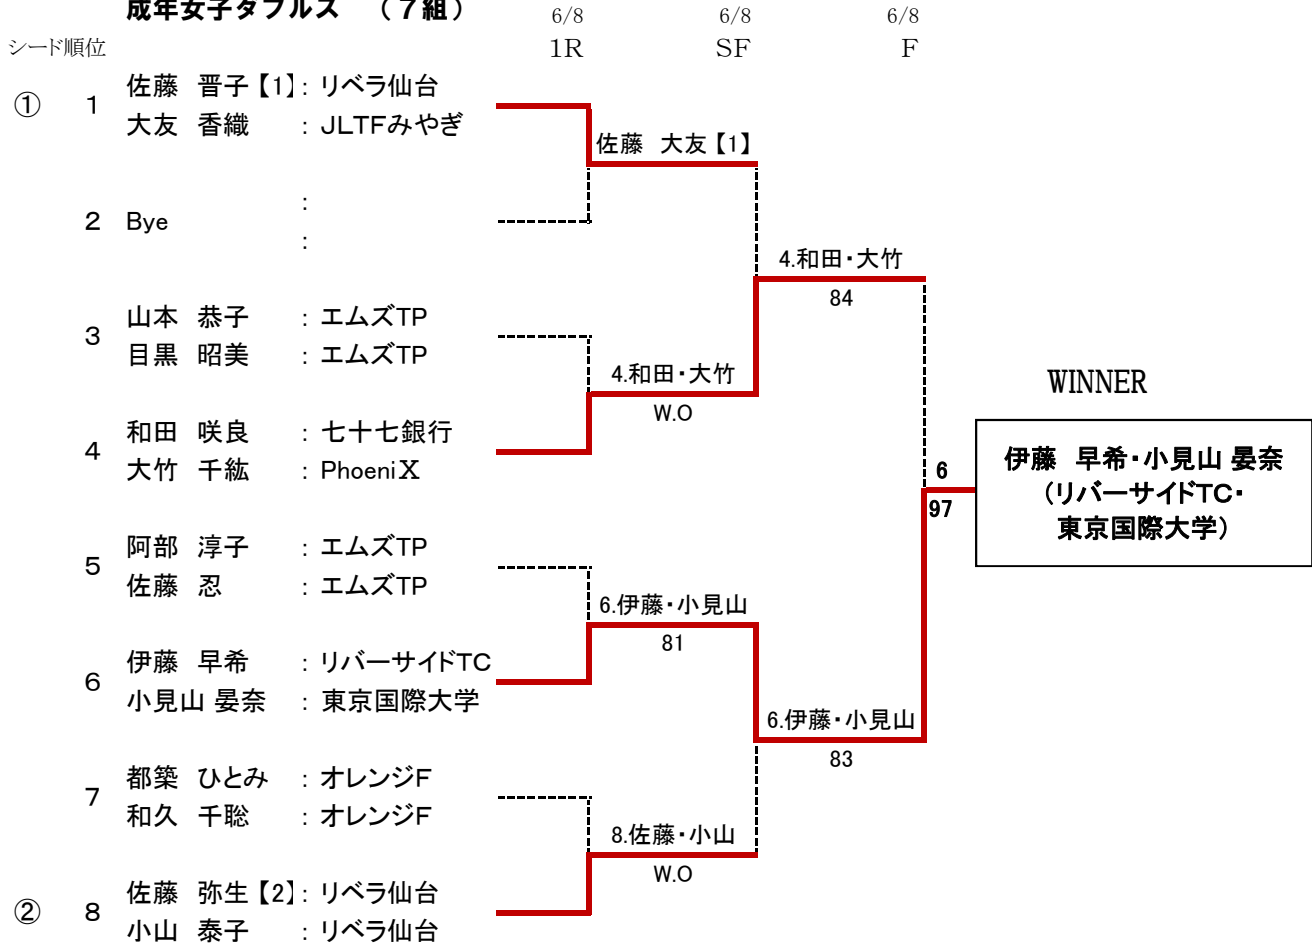 成年女子ダブルス （７組）
6/8 6/8 6/8
シード順位 1R SF F
① 1 佐藤　晋子【1】: リベラ仙台
大友　香織 : JLTFみやぎ
佐藤　大友【1】
2 Bye :
:
4.和田・大竹
84
3 山本　恭子 : エムズTP
目黒　昭美 : エムズTP
4.和田・大竹
W.O
WINNER
4 和田　咲良 : 七十七銀行
大竹　千紘 : PhoeniX
伊藤　早希・小見山 晏奈
（リバーサイドTC・
東京国際大学）
6
97
5 阿部　淳子 : エムズTP
佐藤　忍 : エムズTP
6.伊藤・小見山
81
6 伊藤　早希 : リバーサイドTC
小見山 晏奈 : 東京国際大学
6.伊藤・小見山
83
7 都築　ひとみ : オレンジF
和久　千聡 : オレンジF
8.佐藤・小山
W.O
② 8 佐藤　弥生【2】: リベラ仙台
小山　泰子 : リベラ仙台